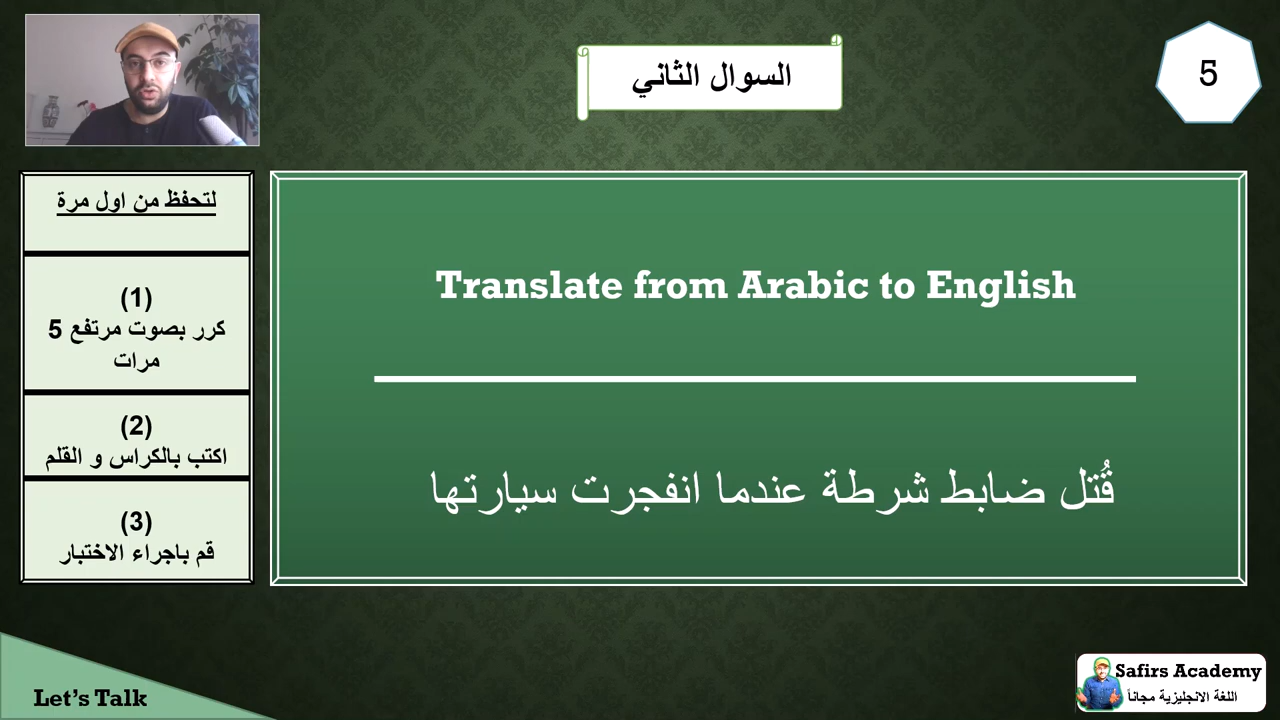 السوال الثاني
5
لتحفظ من اول مرة
(1)
كرر بصوت مرتفع 5
مرات
(2)
اكتب بالكراس و القلم
(3)
قم باجراء الاختبار
Translate from Arabic to English
قُتل ضابط شرطة عندما انفجرت سيارتها
Let's Talk
Safirs Academy
اللغة الانجليزية مجاناً